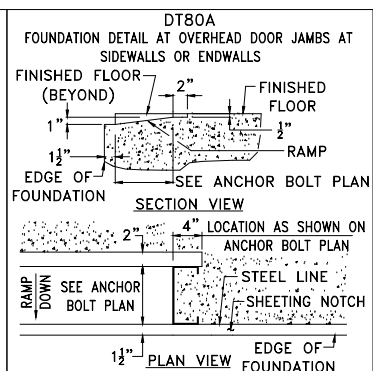 DT80A
FOUNDATION DETAIL AT OVERHEAD DOOR JAMBS AT
SIDEWALLS OR ENDWALLS
FINISHED FLOOR
(BEYOND)
2"
FINISHED
FLOOR
1"
1/2"
RAMP
1 1/2"
EDGE OF
FOUNDATION
SEE ANCHOR BOLT PLAN
SECTION VIEW
2"
4"
LOCATION AS SHOWN ON
ANCHOR BOLT PLAN
RAMP
DOWN
SEE ANCHOR
BOLT PLAN
STEEL LINE
SHEETING NOTCH
1 1/2"
PLAN VIEW
EDGE OF
FOUNDATION